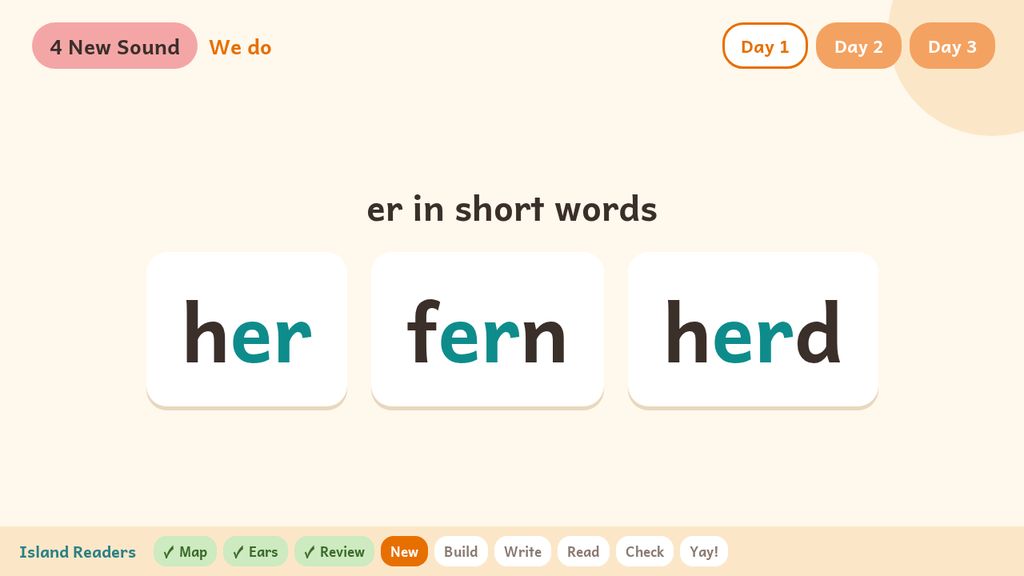 4 New Sound We do Day 1 Day 2 Day 3
er in short words
her fern herd
Island Readers ✓ Map ✓ Ears ✓ Review New Build Write Read Check Yay!